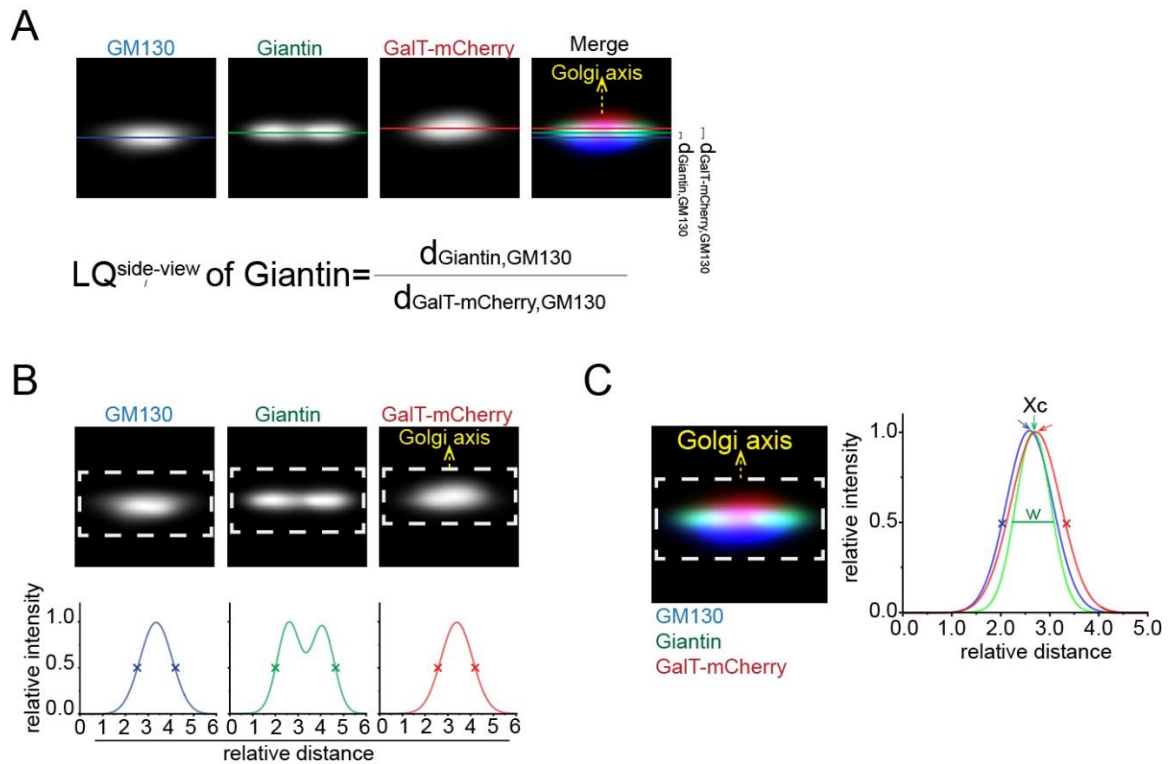 A
GM130 Giantin GalT-mCherry Merge
Golgi axis
dGiantin,GM130
dGalT-mCherry,GM130
LQside-view of Giantin= dGiantin,GM130
dGalT-mCherry,GM130
B
GM130 Giantin GalT-mCherry
Golgi axis
relative intensity
1.0
0.5
0.0
0 1 2 3 4 5 6 0 1 2 3 4 5 6 0 1 2 3 4 5 6
relative distance
C
Golgi axis
GM130
Giantin
GalT-mCherry
Xc
relative intensity
1.0
0.5
0.0
w
0.0 1.0 2.0 3.0 4.0 5.0
relative distance